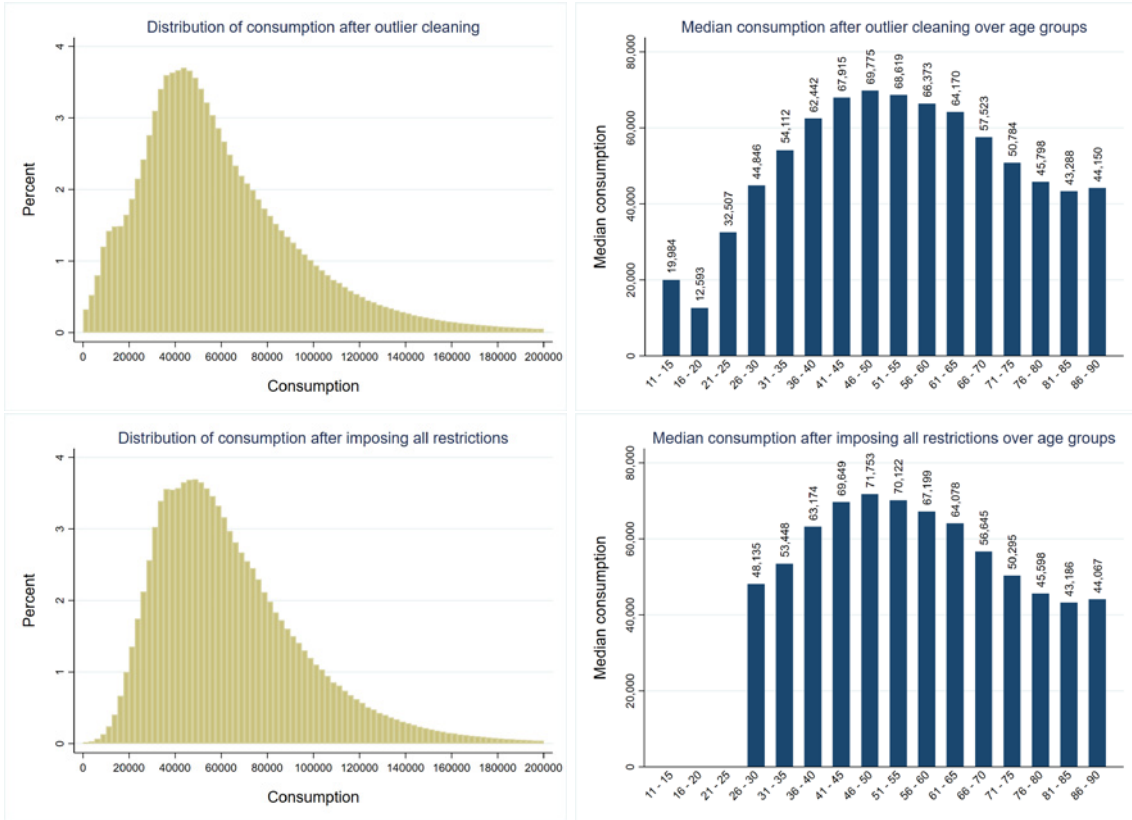 Distribution of consumption after outlier cleaning
Percent
4
3
2
1
0
0 20000 40000 60000 80000 100000 120000 140000 160000 180000 200000
Consumption
Median consumption after outlier cleaning over age groups
Median consumption
80,000
60,000
40,000
20,000
0
19,984 12,593 32,507 44,846 54,112 62,442 67,915 69,775 68,619 66,373 64,170 57,523 50,784 45,798 43,288 44,150
11 - 15 16 - 20 21 - 25 26 - 30 31 - 35 36 - 40 41 - 45 46 - 50 51 - 55 56 - 60 61 - 65 66 - 70 71 - 75 76 - 80 81 - 85 86 - 90
Distribution of consumption after imposing all restrictions
Percent
4
3
2
1
0
0 20000 40000 60000 80000 100000 120000 140000 160000 180000 200000
Consumption
Median consumption after imposing all restrictions over age groups
Median consumption
80,000
60,000
40,000
20,000
0
48,135 53,448 63,174 69,649 71,753 70,122 67,199 64,078 56,645 50,295 45,598 43,186 44,067
11 - 15 16 - 20 21 - 25 26 - 30 31 - 35 36 - 40 41 - 45 46 - 50 51 - 55 56 - 60 61 - 65 66 - 70 71 - 75 76 - 80 81 - 85 86 - 90